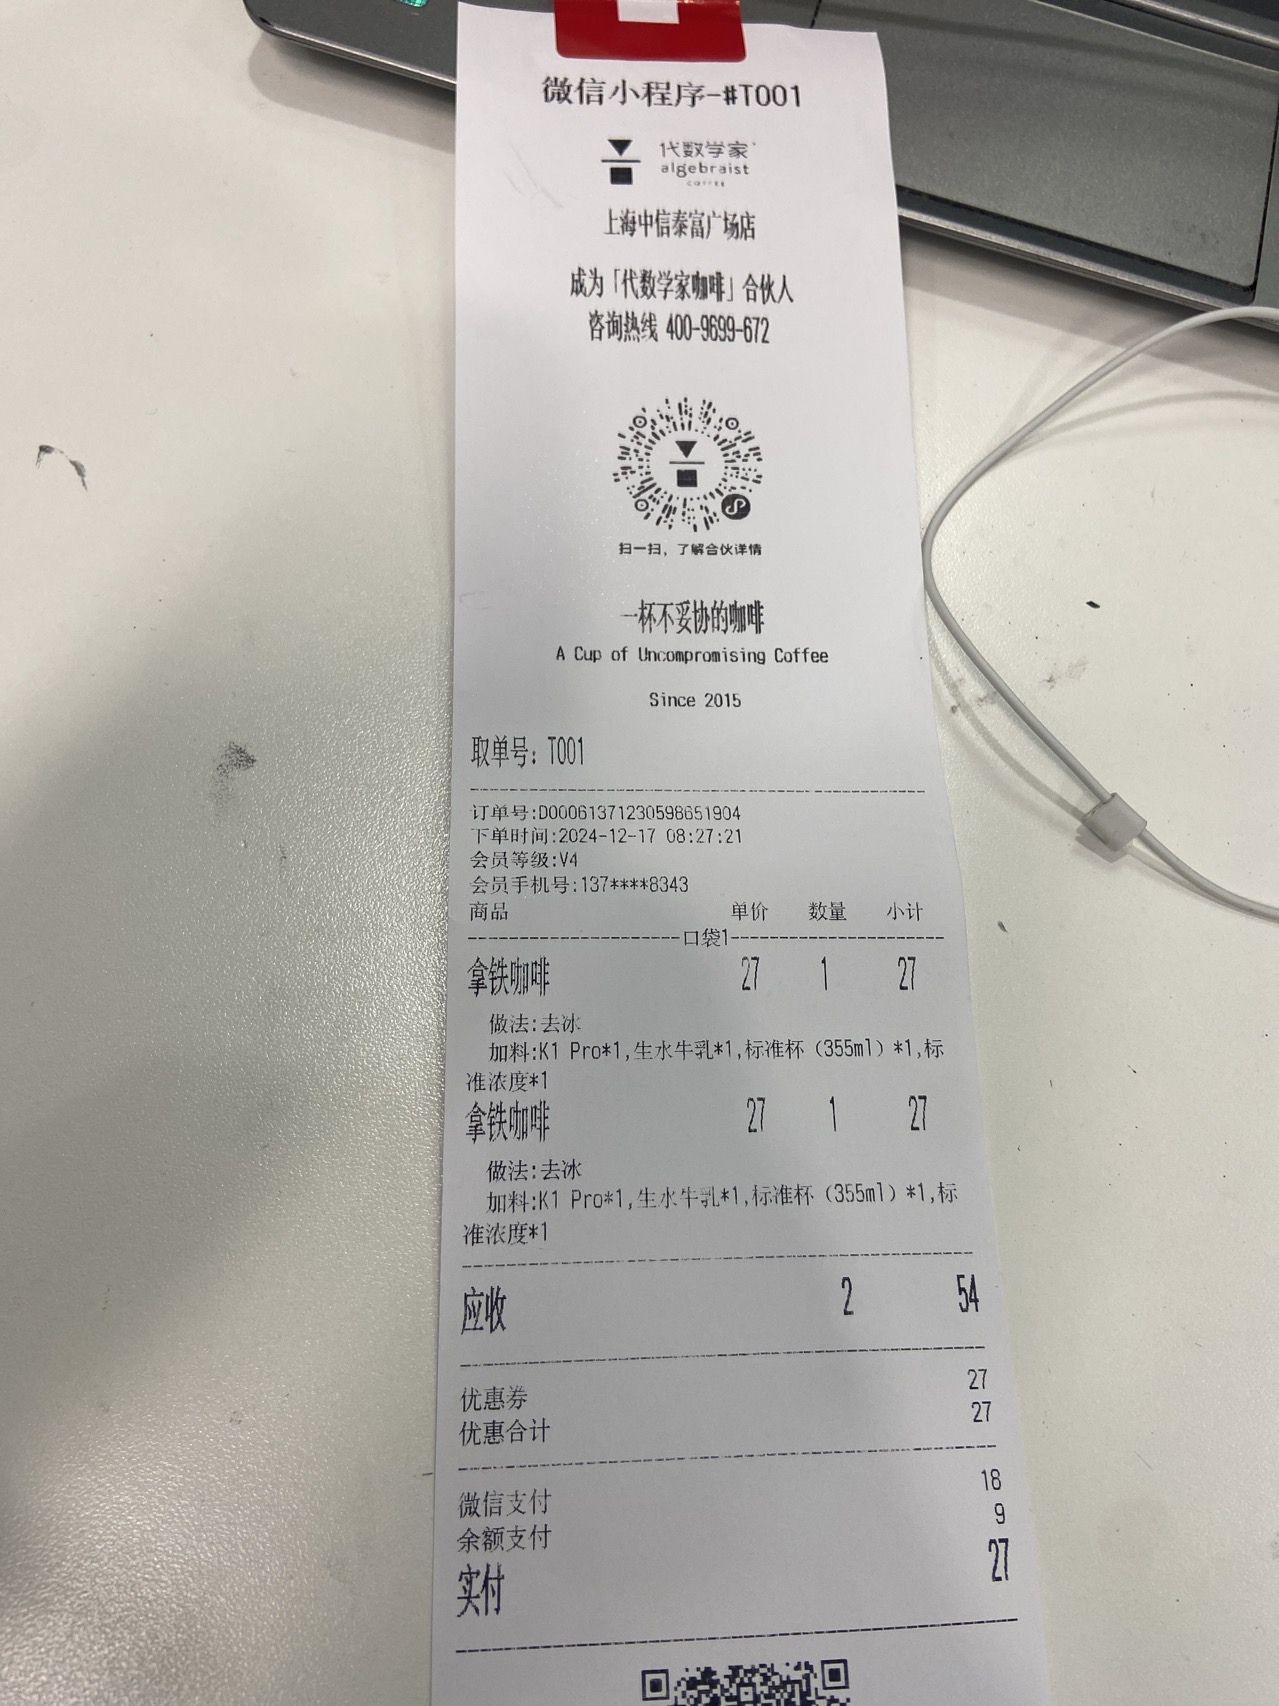 微信小程序-#T001
代数学家
algebraist
coffee
上海中信泰富广场店
成为「代数学家咖啡」合伙人
咨询热线 400-9699-672
扫一扫，了解合伙详情
一杯不妥协的咖啡
A Cup of Uncompromising Coffee
Since 2015
取单号：T001
订单号:D00061371230598651904
下单时间:2024-12-17 08:27:21
会员等级:V4
会员手机号:137****8343
商品 单价 数量 小计
口袋1
拿铁咖啡 27 1 27
做法:去冰
加料:K1 Pro*1,生水牛乳*1,标准杯（355ml）*1,标
准浓度*1
拿铁咖啡 27 1 27
做法:去冰
加料:K1 Pro*1,生水牛乳*1,标准杯（355ml）*1,标
准浓度*1
应收 2 54
优惠券 27
优惠合计 27
微信支付 18
余额支付 9
实付 27